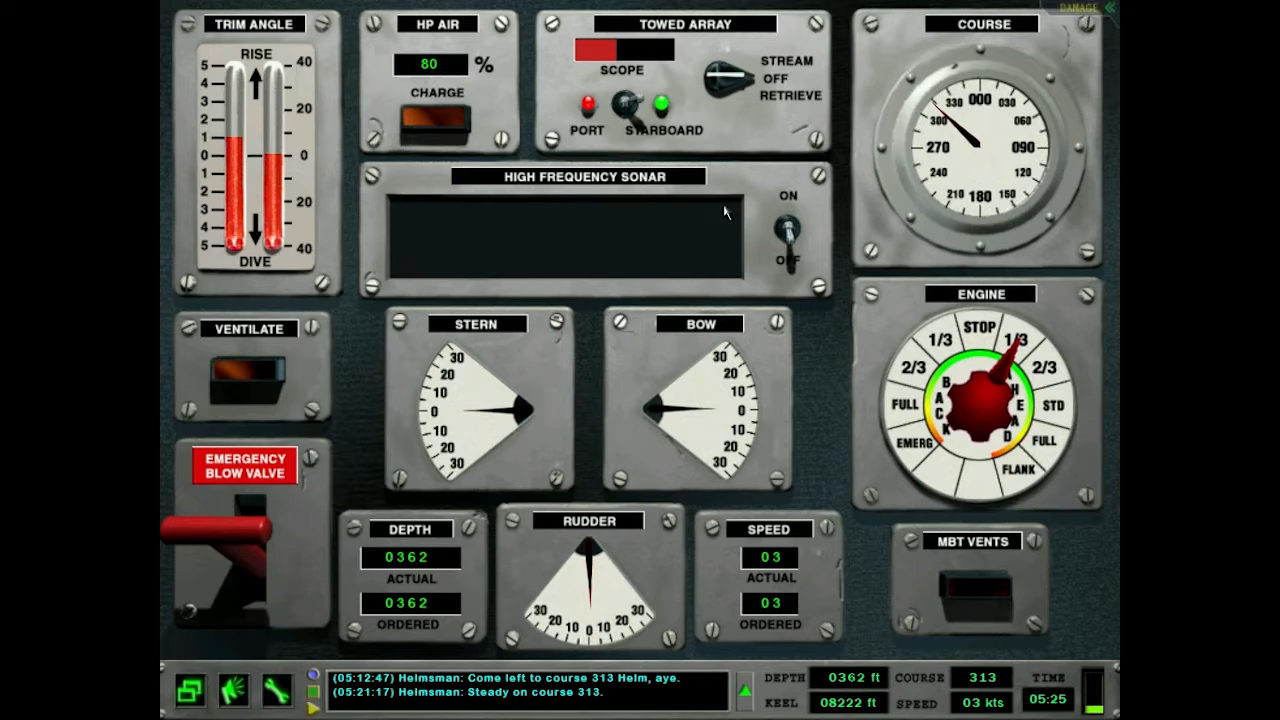 DAMAGE
TRIM ANGLE
RISE
5 4 3 2 1 0 1 2 3 4 5
40 20 0 20 40
DIVE
HP AIR
80 %
CHARGE
TOWED ARRAY
SCOPE
PORT STARBOARD
STREAM
OFF
RETRIEVE
COURSE
000 030 060 090 120 150 180 210 240 270 300 330
HIGH FREQUENCY SONAR
ON
OFF
VENTILATE
STERN
30 20 10 0 10 20 30
BOW
30 20 10 0 10 20 30
ENGINE
STOP
1/3 2/3 STD FULL FLANK
AHEAD
1/3 2/3 FULL EMERG
BACK
EMERGENCY
BLOW VALVE
DEPTH
0362
ACTUAL
0362
ORDERED
RUDDER
30 20 10 0 10 20 30
SPEED
03
ACTUAL
03
ORDERED
MBT VENTS
(05:12:47) Helmsman: Come left to course 313 Helm, aye.
(05:21:17) Helmsman: Steady on course 313.
DEPTH 0362 ft COURSE 313 TIME
KEEL 08222 ft SPEED 03 kts 05:25